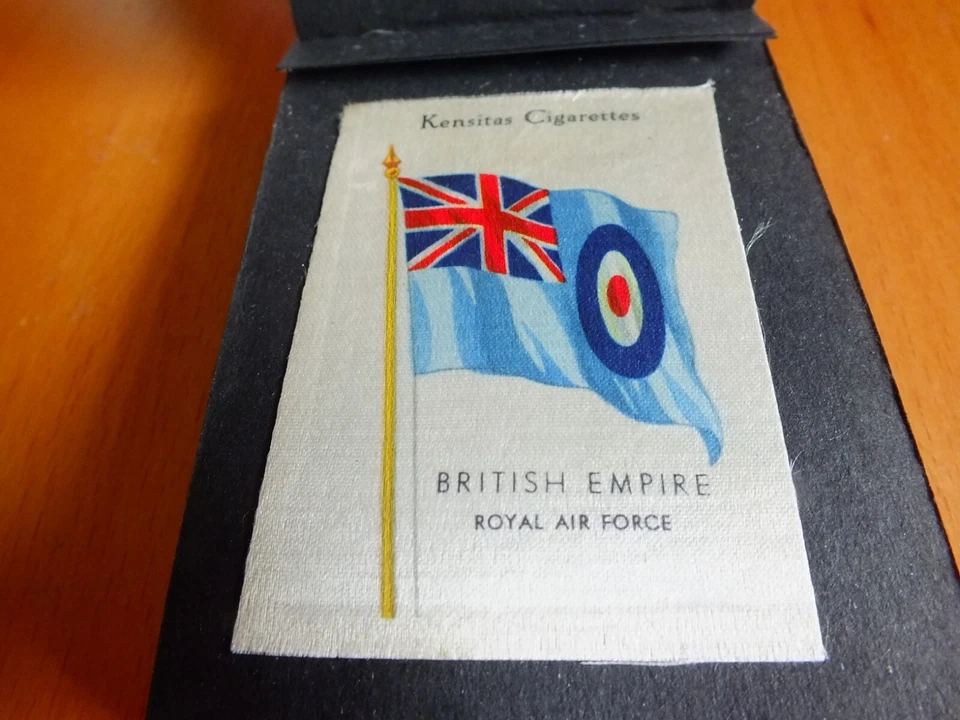 Kensitas Cigarettes
BRITISH EMPIRE
ROYAL AIR FORCE